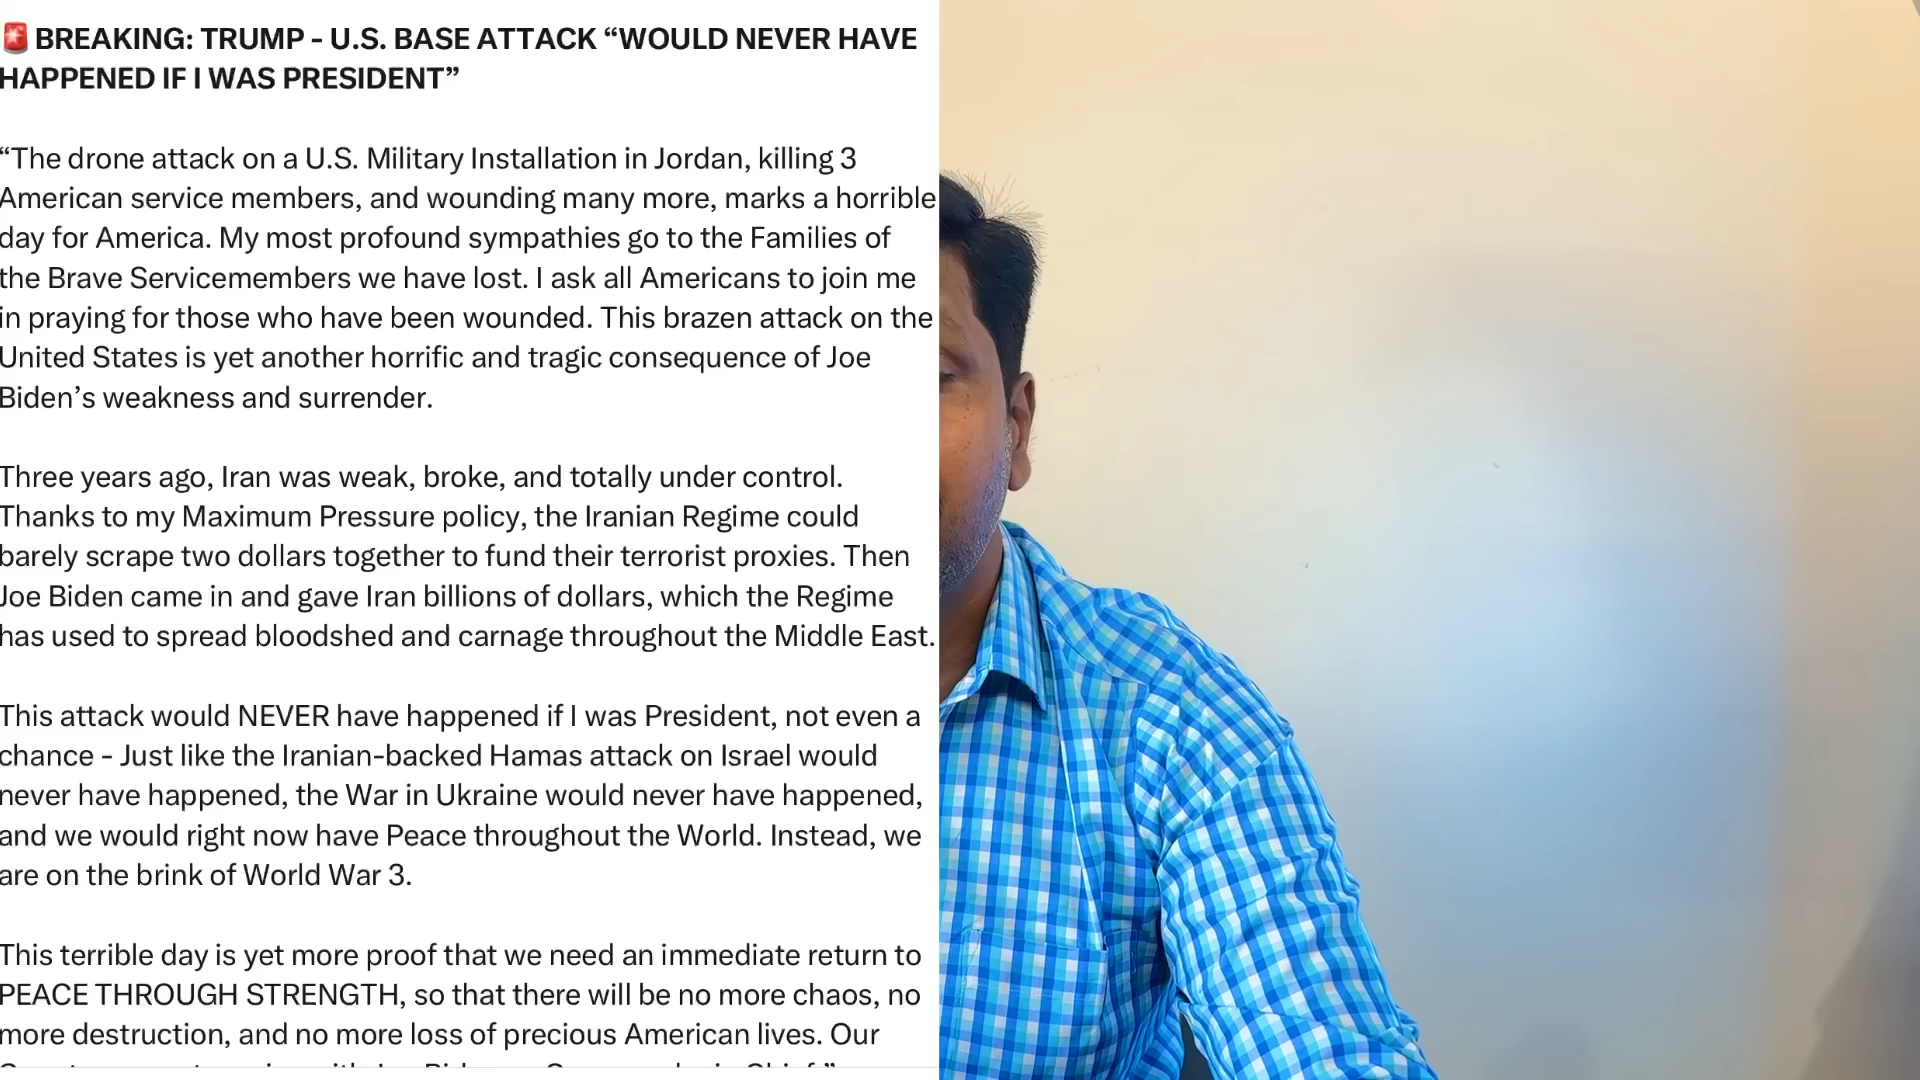 🚨 BREAKING: TRUMP - U.S. BASE ATTACK “WOULD NEVER HAVE
HAPPENED IF I WAS PRESIDENT”
“The drone attack on a U.S. Military Installation in Jordan, killing 3
American service members, and wounding many more, marks a horrible
day for America. My most profound sympathies go to the Families of
the Brave Servicemembers we have lost. I ask all Americans to join me
in praying for those who have been wounded. This brazen attack on the
United States is yet another horrific and tragic consequence of Joe
Biden’s weakness and surrender.
Three years ago, Iran was weak, broke, and totally under control.
Thanks to my Maximum Pressure policy, the Iranian Regime could
barely scrape two dollars together to fund their terrorist proxies. Then
Joe Biden came in and gave Iran billions of dollars, which the Regime
has used to spread bloodshed and carnage throughout the Middle East.
This attack would NEVER have happened if I was President, not even a
chance - Just like the Iranian-backed Hamas attack on Israel would
never have happened, the War in Ukraine would never have happened,
and we would right now have Peace throughout the World. Instead, we
are on the brink of World War 3.
This terrible day is yet more proof that we need an immediate return to
PEACE THROUGH STRENGTH, so that there will be no more chaos, no
more destruction, and no more loss of precious American lives. Our